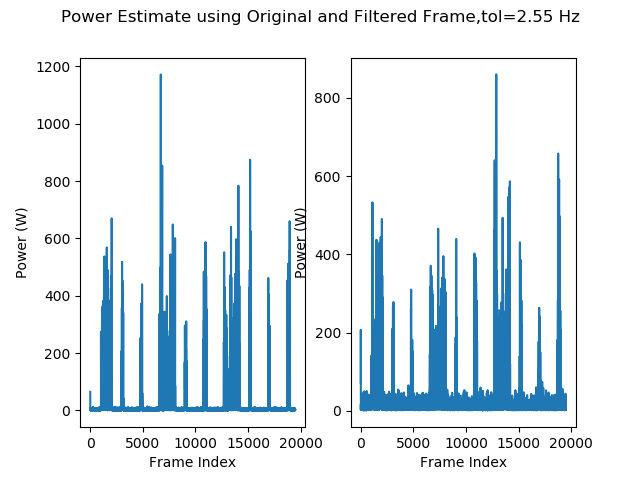 Power Estimate using Original and Filtered Frame,tol=2.55 Hz
Power (W)
1200
1000
800
600
400
200
0
0 5000 10000 15000 20000
Frame Index
Power (W)
800
600
400
200
0
0 5000 10000 15000 20000
Frame Index